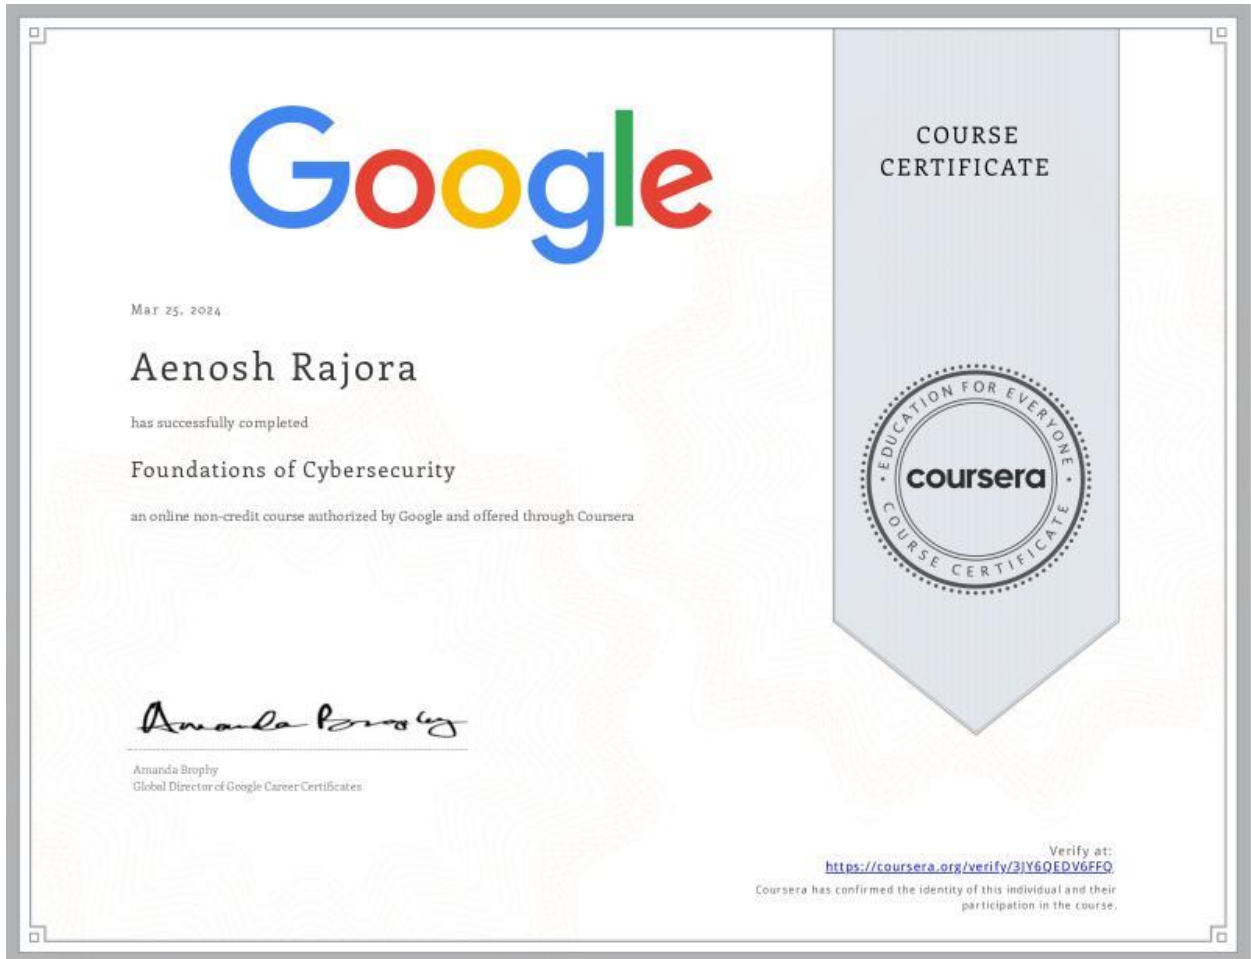 Google
COURSE
CERTIFICATE
Mar 25, 2024
Aenosh Rajora
has successfully completed
Foundations of Cybersecurity
an online non-credit course authorized by Google and offered through Coursera
EDUCATION FOR EVERYONE
coursera
COURSE CERTIFICATE
Amanda Brophy
Amanda Brophy
Global Director of Google Career Certificates
Verify at:
https://coursera.org/verify/3JY6QEDV6FFQ
Coursera has confirmed the identity of this individual and their
participation in the course.